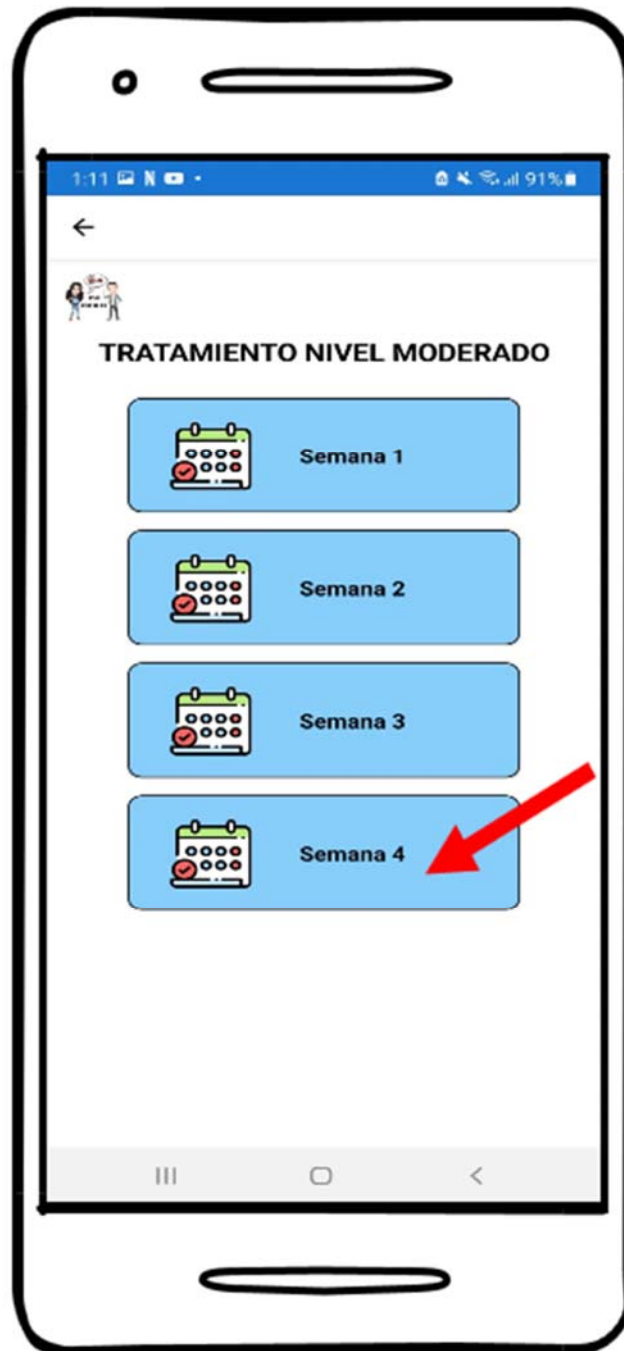 1:11 N 91%
TRATAMIENTO NIVEL MODERADO
Semana 1
Semana 2
Semana 3
Semana 4